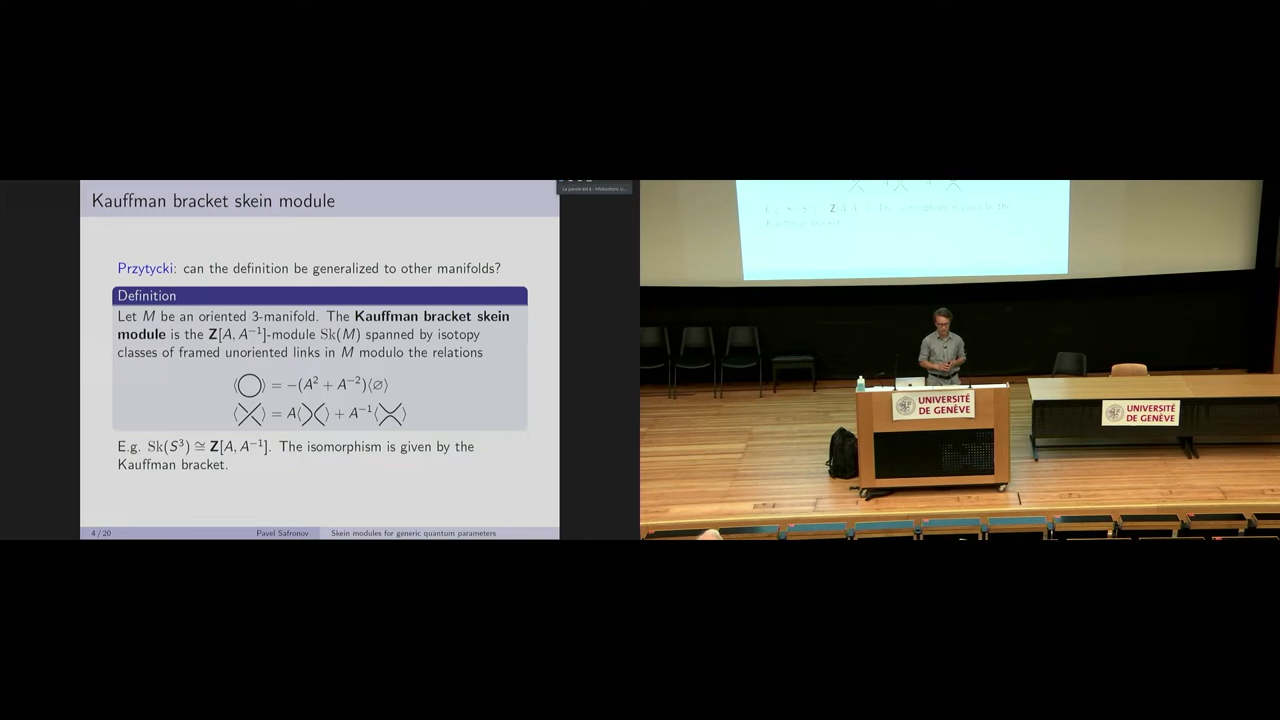 Kauffman bracket skein module
Przytycki: can the definition be generalized to other manifolds?
Definition
Let M be an oriented 3-manifold. The Kauffman bracket skein
module is the Z[A, A⁻¹]-module Sk(M) spanned by isotopy
classes of framed unoriented links in M modulo the relations
⟨◯⟩ = −(A² + A⁻²)⟨∅⟩
= A⟨ ⟩ + A⁻¹⟨ ⟩
E.g. Sk(S³) ≅ Z[A, A⁻¹]. The isomorphism is given by the
Kauffman bracket.
4 / 20
Pavel Safronov
Skein modules for generic quantum parameters
UNIVERSITÉ
DE GENÈVE
UNIVERSITÉ
DE GENÈVE